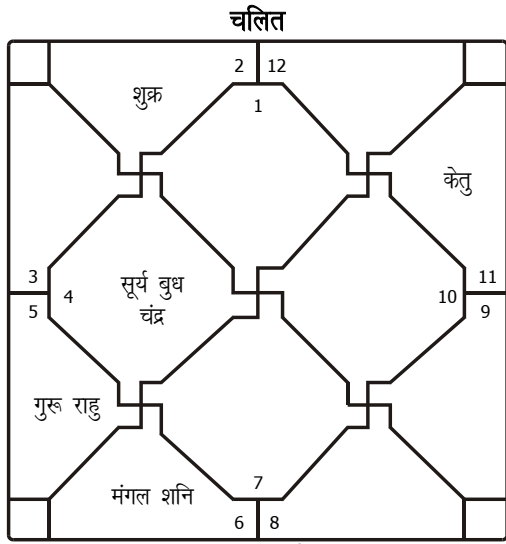 चलित
2 12
शुक्र
1
केतु
3
11
सूर्य बुध
4
10
चंद्र
5
9
गुरू राहु
7
मंगल शनि
6 8